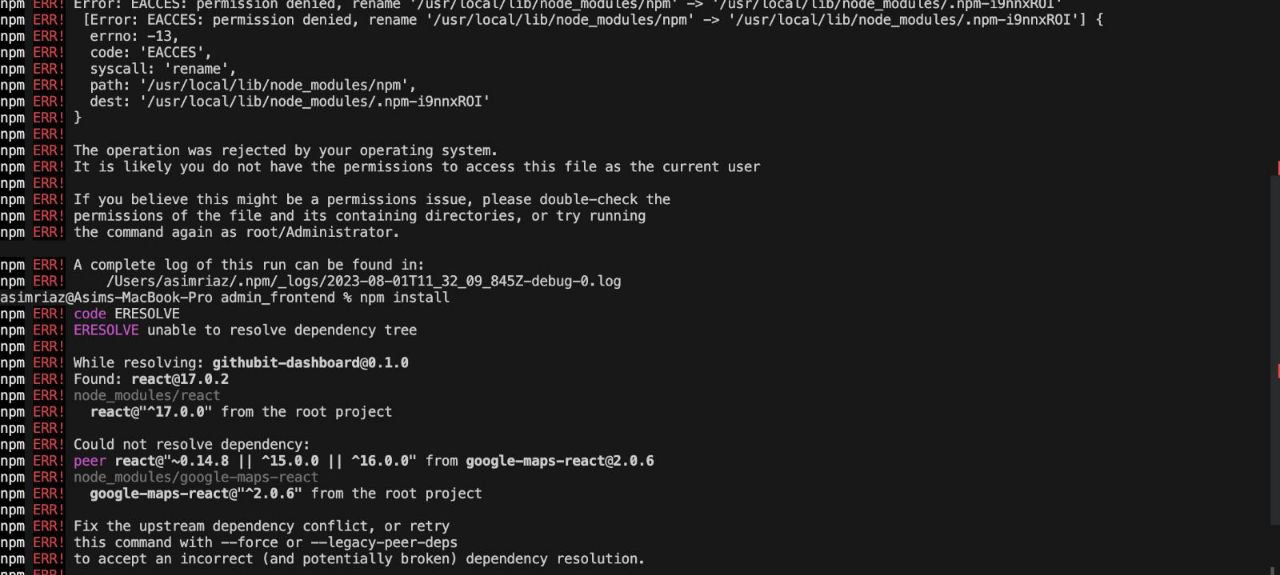 npm ERR! Error: EACCES: permission denied, rename '/usr/local/lib/node_modules/npm' -> '/usr/local/lib/node_modules/.npm-i9nnxROI'
npm ERR!  [Error: EACCES: permission denied, rename '/usr/local/lib/node_modules/npm' -> '/usr/local/lib/node_modules/.npm-i9nnxROI'] {
npm ERR!   errno: -13,
npm ERR!   code: 'EACCES',
npm ERR!   syscall: 'rename',
npm ERR!   path: '/usr/local/lib/node_modules/npm',
npm ERR!   dest: '/usr/local/lib/node_modules/.npm-i9nnxROI'
npm ERR! }
npm ERR!
npm ERR! The operation was rejected by your operating system.
npm ERR! It is likely you do not have the permissions to access this file as the current user
npm ERR!
npm ERR! If you believe this might be a permissions issue, please double-check the
npm ERR! permissions of the file and its containing directories, or try running
npm ERR! the command again as root/Administrator.

npm ERR! A complete log of this run can be found in:
npm ERR!     /Users/asimriaz/.npm/_logs/2023-08-01T11_32_09_845Z-debug-0.log
asimriaz@Asims-MacBook-Pro admin_frontend % npm install
npm ERR! code ERESOLVE
npm ERR! ERESOLVE unable to resolve dependency tree
npm ERR!
npm ERR! While resolving: githubit-dashboard@0.1.0
npm ERR! Found: react@17.0.2
npm ERR! node_modules/react
npm ERR!   react@"^17.0.0" from the root project
npm ERR!
npm ERR! Could not resolve dependency:
npm ERR! peer react@"~0.14.8 || ^15.0.0 || ^16.0.0" from google-maps-react@2.0.6
npm ERR! node_modules/google-maps-react
npm ERR!   google-maps-react@"^2.0.6" from the root project
npm ERR!
npm ERR! Fix the upstream dependency conflict, or retry
npm ERR! this command with --force or --legacy-peer-deps
npm ERR! to accept an incorrect (and potentially broken) dependency resolution.
npm ERR!